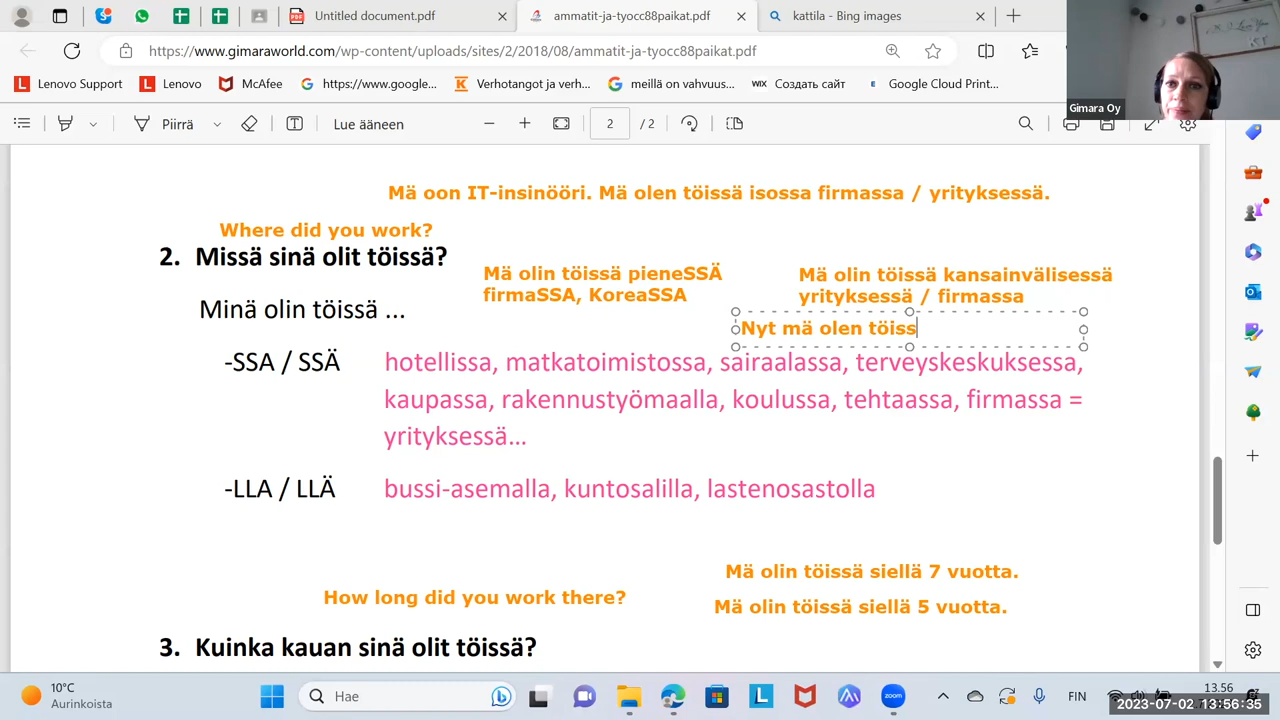 Untitled document.pdf
ammatit-ja-tyocc88paikat.pdf
kattila - Bing images
https://www.gimaraworld.com/wp-content/uploads/sites/2/2018/08/ammatit-ja-tyocc88paikat.pdf
Lenovo Support
Lenovo
McAfee
https://www.google...
Verhotangot ja verh...
meillä on vahvuus...
WIX Создать сайт
Google Cloud Print...
Gimara Oy
Piirrä
Lue ääneen
2 / 2
Mä oon IT-insinööri. Mä olen töissä isossa firmassa / yrityksessä.
Where did you work?
2. Missä sinä olit töissä?
Mä olin töissä pieneSSÄ
firmaSSA, KoreaSSA
Mä olin töissä kansainvälisessä
yrityksessä / firmassa
Minä olin töissä ...
Nyt mä olen töiss
-SSA / SSÄ
hotellissa, matkatoimistossa, sairaalassa, terveyskeskuksessa,
kaupassa, rakennustyömaalla, koulussa, tehtaassa, firmassa =
yrityksessä...
-LLA / LLÄ
bussi-asemalla, kuntosalilla, lastenosastolla
Mä olin töissä siellä 7 vuotta.
How long did you work there?
Mä olin töissä siellä 5 vuotta.
3. Kuinka kauan sinä olit töissä?
10°C
Aurinkoista
Hae
zoom
FIN
13.56
2023-07-02 13:56:35